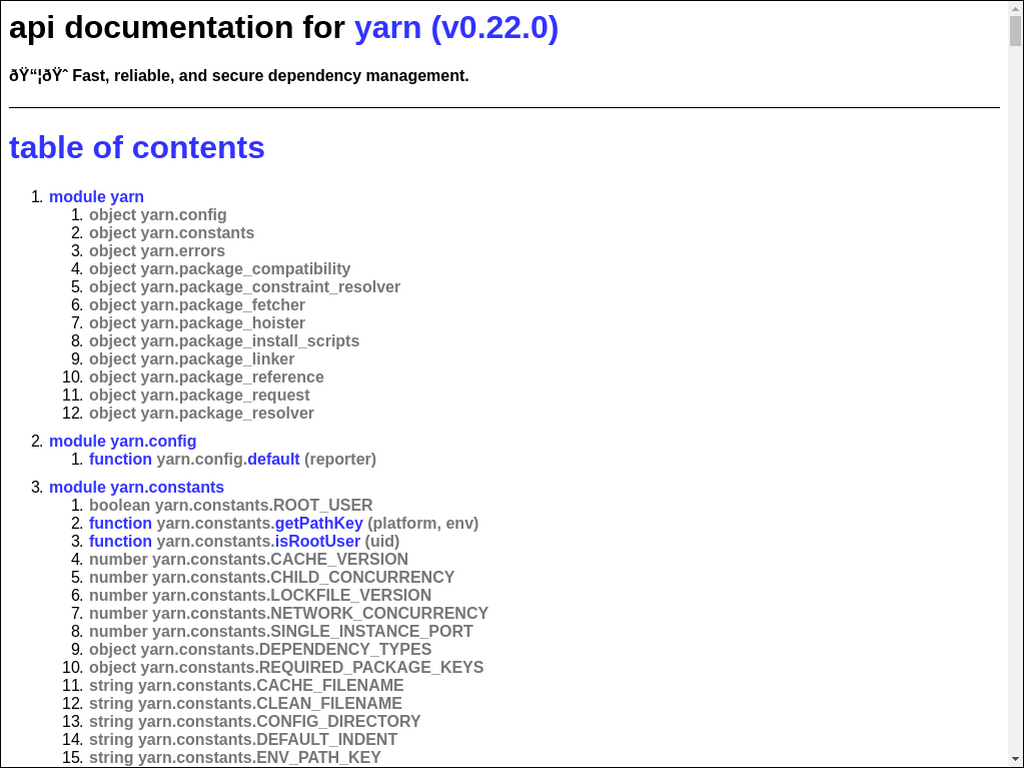 api documentation for yarn (v0.22.0)
ðŸ“¦ðŸˆ Fast, reliable, and secure dependency management.
table of contents
1. module yarn
1. object yarn.config
2. object yarn.constants
3. object yarn.errors
4. object yarn.package_compatibility
5. object yarn.package_constraint_resolver
6. object yarn.package_fetcher
7. object yarn.package_hoister
8. object yarn.package_install_scripts
9. object yarn.package_linker
10. object yarn.package_reference
11. object yarn.package_request
12. object yarn.package_resolver
2. module yarn.config
1. function yarn.config.default (reporter)
3. module yarn.constants
1. boolean yarn.constants.ROOT_USER
2. function yarn.constants.getPathKey (platform, env)
3. function yarn.constants.isRootUser (uid)
4. number yarn.constants.CACHE_VERSION
5. number yarn.constants.CHILD_CONCURRENCY
6. number yarn.constants.LOCKFILE_VERSION
7. number yarn.constants.NETWORK_CONCURRENCY
8. number yarn.constants.SINGLE_INSTANCE_PORT
9. object yarn.constants.DEPENDENCY_TYPES
10. object yarn.constants.REQUIRED_PACKAGE_KEYS
11. string yarn.constants.CACHE_FILENAME
12. string yarn.constants.CLEAN_FILENAME
13. string yarn.constants.CONFIG_DIRECTORY
14. string yarn.constants.DEFAULT_INDENT
15. string yarn.constants.ENV_PATH_KEY